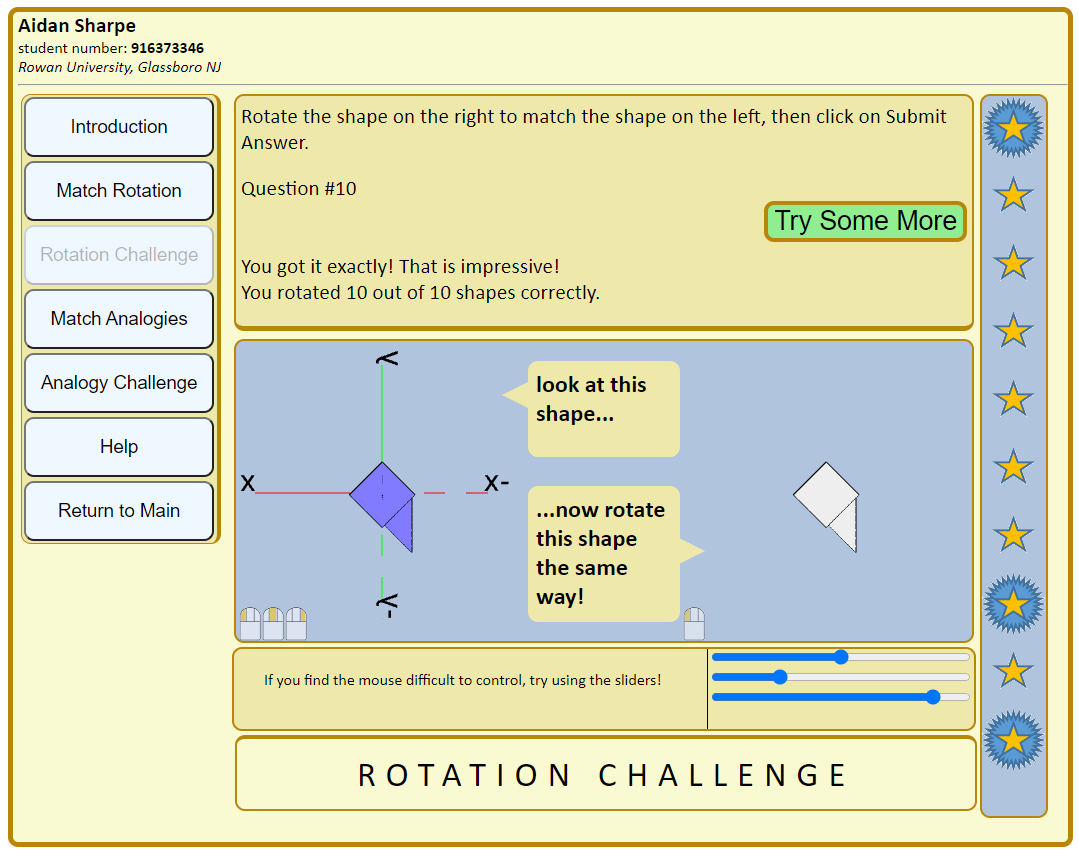 Aidan Sharpe
student number: 916373346
Rowan University, Glassboro NJ
Introduction
Match Rotation
Rotation Challenge
Match Analogies
Analogy Challenge
Help
Return to Main
Rotate the shape on the right to match the shape on the left, then click on Submit
Answer.
Question #10
Try Some More
You got it exactly! That is impressive!
You rotated 10 out of 10 shapes correctly.
Y
X
X-
Y-
look at this
shape...
...now rotate
this shape
the same
way!
If you find the mouse difficult to control, try using the sliders!
ROTATION CHALLENGE